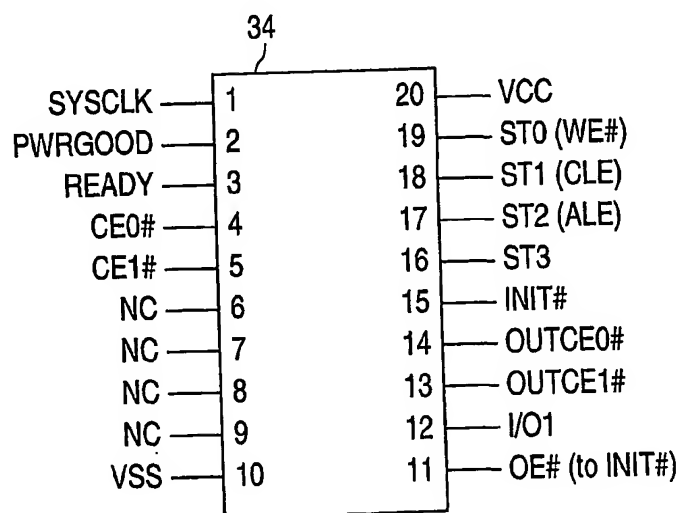 34
SYSCLK 1 20 VCC
PWRGOOD 2 19 ST0 (WE#)
READY 3 18 ST1 (CLE)
CE0# 4 17 ST2 (ALE)
CE1# 5 16 ST3
NC 6 15 INIT#
NC 7 14 OUTCE0#
NC 8 13 OUTCE1#
NC 9 12 I/O1
VSS 10 11 OE# (to INIT#)